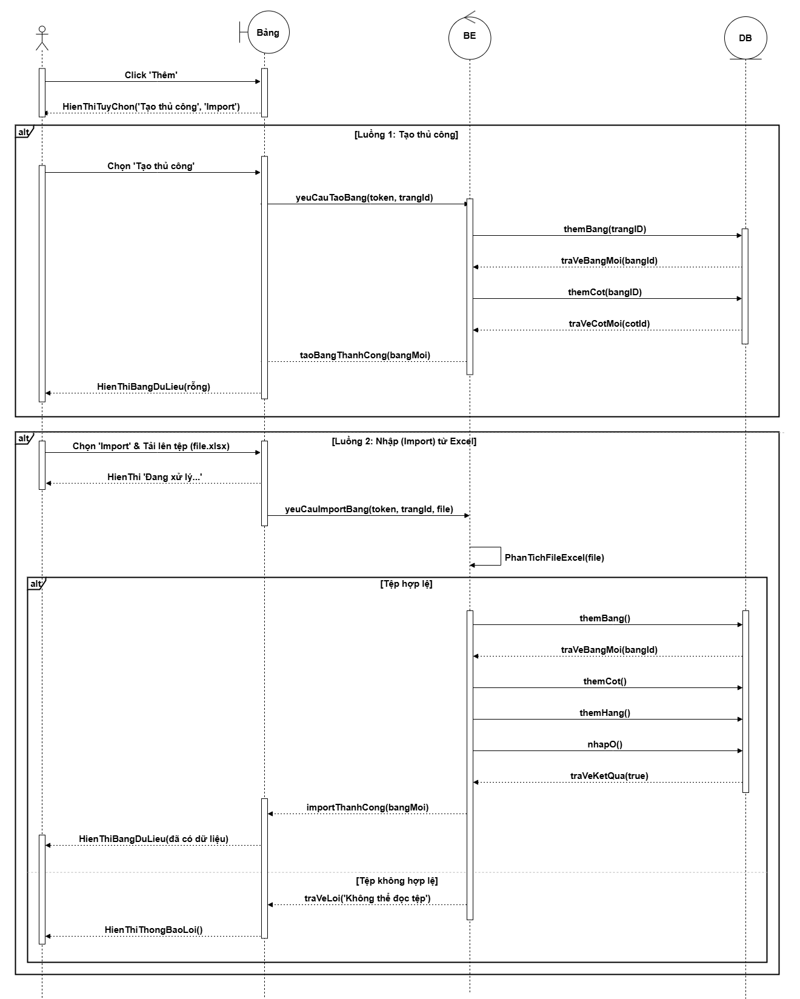 Bảng
BE
DB
Click 'Thêm'
HienThiTuyChon('Tạo thủ công', 'Import')
alt
[Luồng 1: Tạo thủ công]
Chọn 'Tạo thủ công'
yeuCauTaoBang(token, trangId)
themBang(trangID)
traVeBangMoi(bangId)
themCot(bangID)
traVeCotMoi(cotId)
taoBangThanhCong(bangMoi)
HienThiBangDuLieu(rỗng)
alt
[Luồng 2: Nhập (Import) từ Excel]
Chọn 'Import' & Tải lên tệp (file.xlsx)
HienThi 'Đang xử lý...'
yeuCauImportBang(token, trangId, file)
PhanTichFileExcel(file)
alt
[Tệp hợp lệ]
themBang()
traVeBangMoi(bangId)
themCot()
themHang()
nhapO()
traVeKetQua(true)
importThanhCong(bangMoi)
HienThiBangDuLieu(đã có dữ liệu)
[Tệp không hợp lệ]
traVeLoi('Không thể đọc tệp')
HienThiThongBaoLoi()